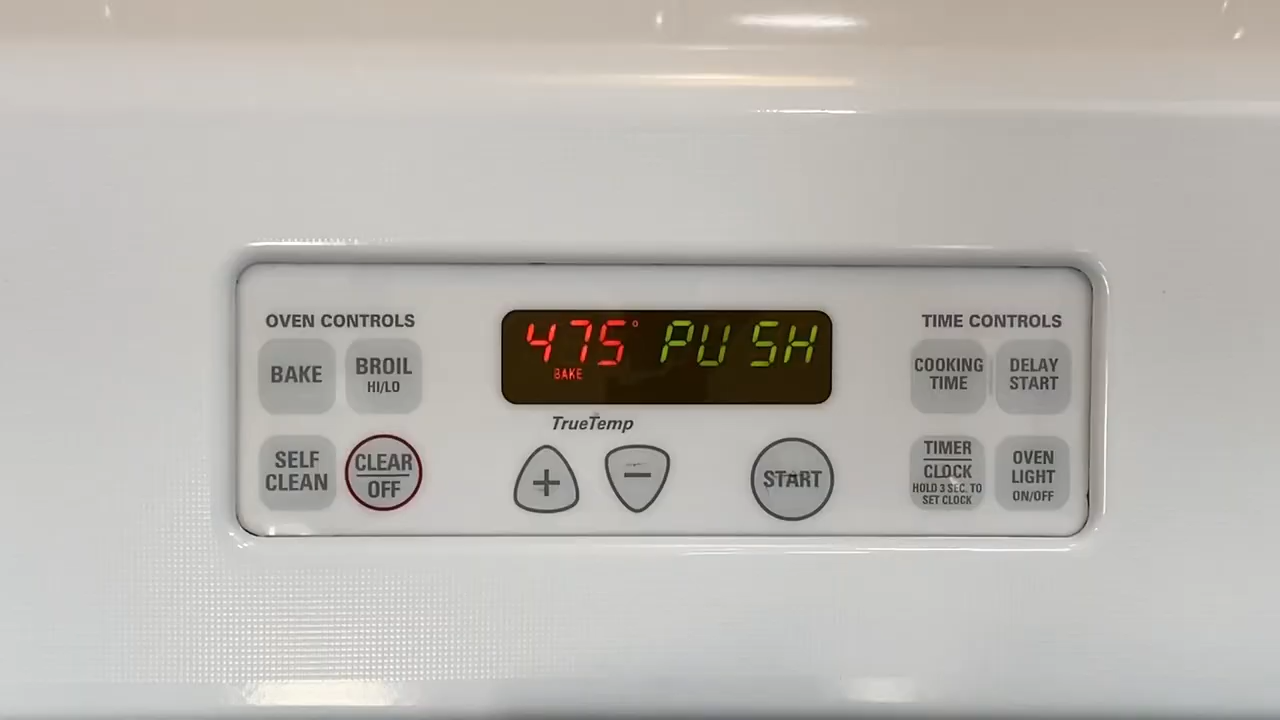 OVEN CONTROLS
BAKE
BROIL
HI/LO
SELF
CLEAN
CLEAR
OFF
475° PUSH
BAKE
TrueTemp
+
−
START
TIME CONTROLS
COOKING
TIME
DELAY
START
TIMER
CLOCK
HOLD 3 SEC. TO
SET CLOCK
OVEN
LIGHT
ON/OFF